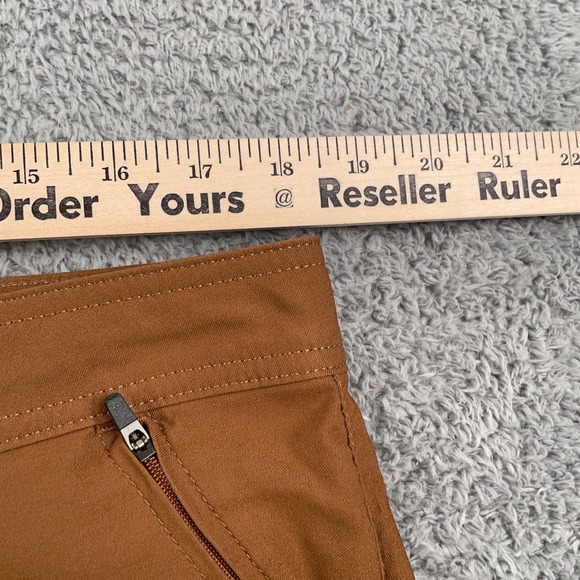 15 16 17 18 19 20 21 22
Order Yours @ Reseller Ruler